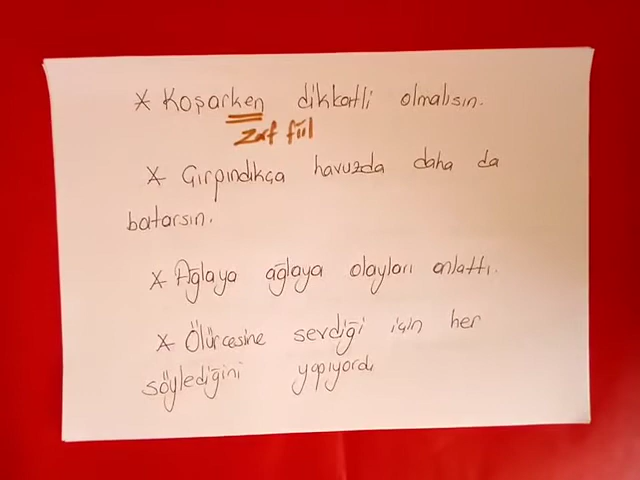 * Koşarken dikkatli olmalısın.
zarf fiil
* Çırpındıkça havuzda daha da
batarsın.
* Ağlaya ağlaya olayları anlattı.
* Ölürcesine sevdiği için her
söylediğini yapıyordu